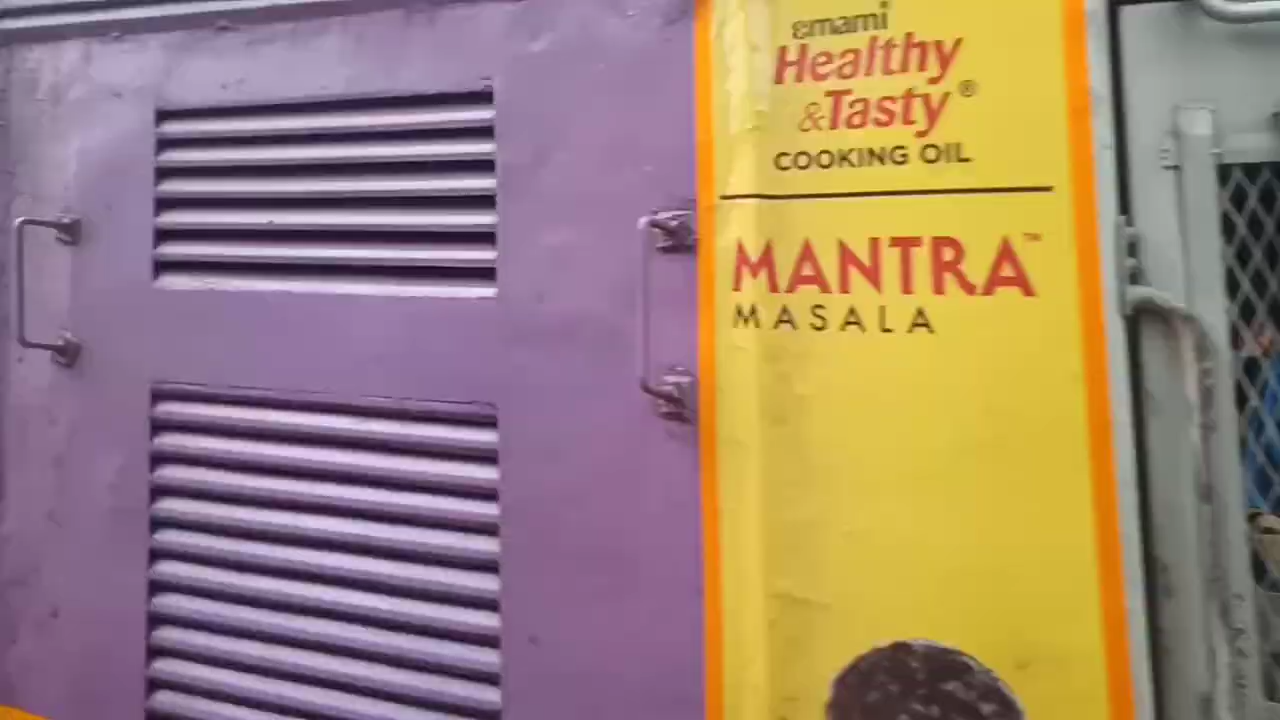 emami
Healthy
&Tasty®
COOKING OIL
MANTRA™
MASALA